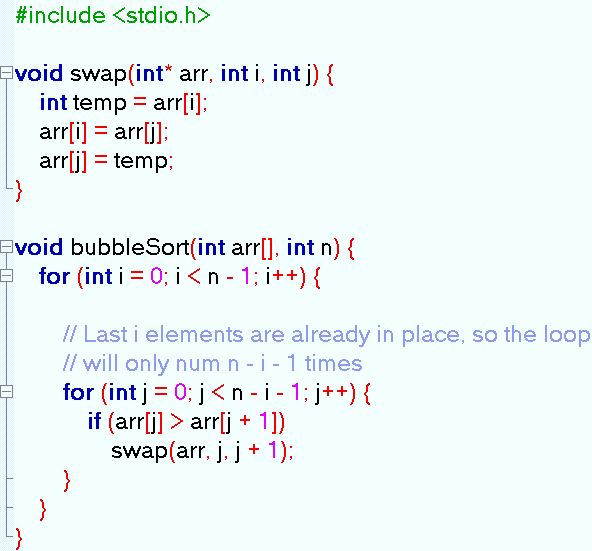 #include <stdio.h>
void swap(int* arr, int i, int j) {
int temp = arr[i];
arr[i] = arr[j];
arr[j] = temp;
}
void bubbleSort(int arr[], int n) {
for (int i = 0; i < n - 1; i++) {
// Last i elements are already in place, so the loop
// will only num n - i - 1 times
for (int j = 0; j < n - i - 1; j++) {
if (arr[j] > arr[j + 1])
swap(arr, j, j + 1);
}
}
}